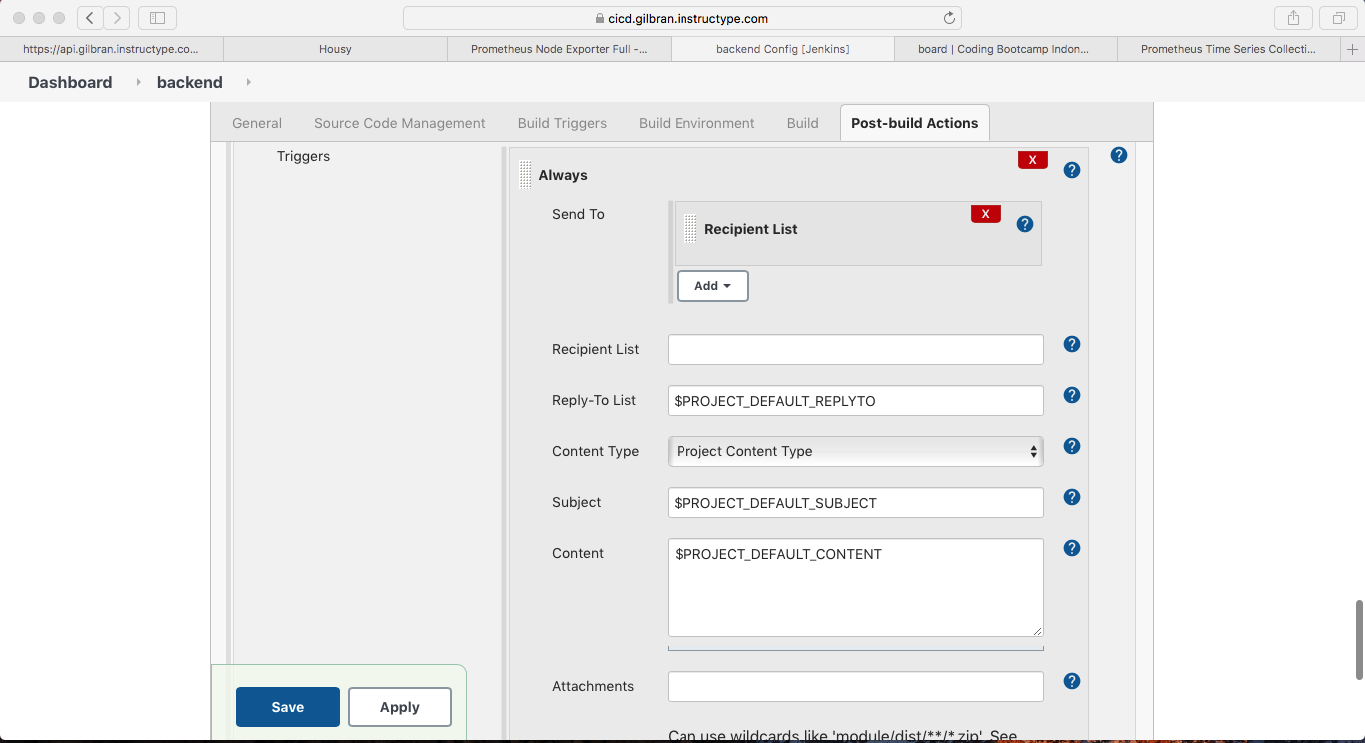 cicd.gilbran.instructype.com
https://api.gilbran.instructype.co...
Housy
Prometheus Node Exporter Full -...
backend Config [Jenkins]
board | Coding Bootcamp Indon...
Prometheus Time Series Collecti...
Dashboard
backend
General
Source Code Management
Build Triggers
Build Environment
Build
Post-build Actions
Triggers
X
?
?
Always
Send To
X
?
Recipient List
Add
Recipient List
?
Reply-To List
$PROJECT_DEFAULT_REPLYTO
?
Content Type
Project Content Type
?
Subject
$PROJECT_DEFAULT_SUBJECT
?
Content
$PROJECT_DEFAULT_CONTENT
?
Attachments
?
Save
Apply
Can use wildcards like 'module/dist/**/*.zip'. See